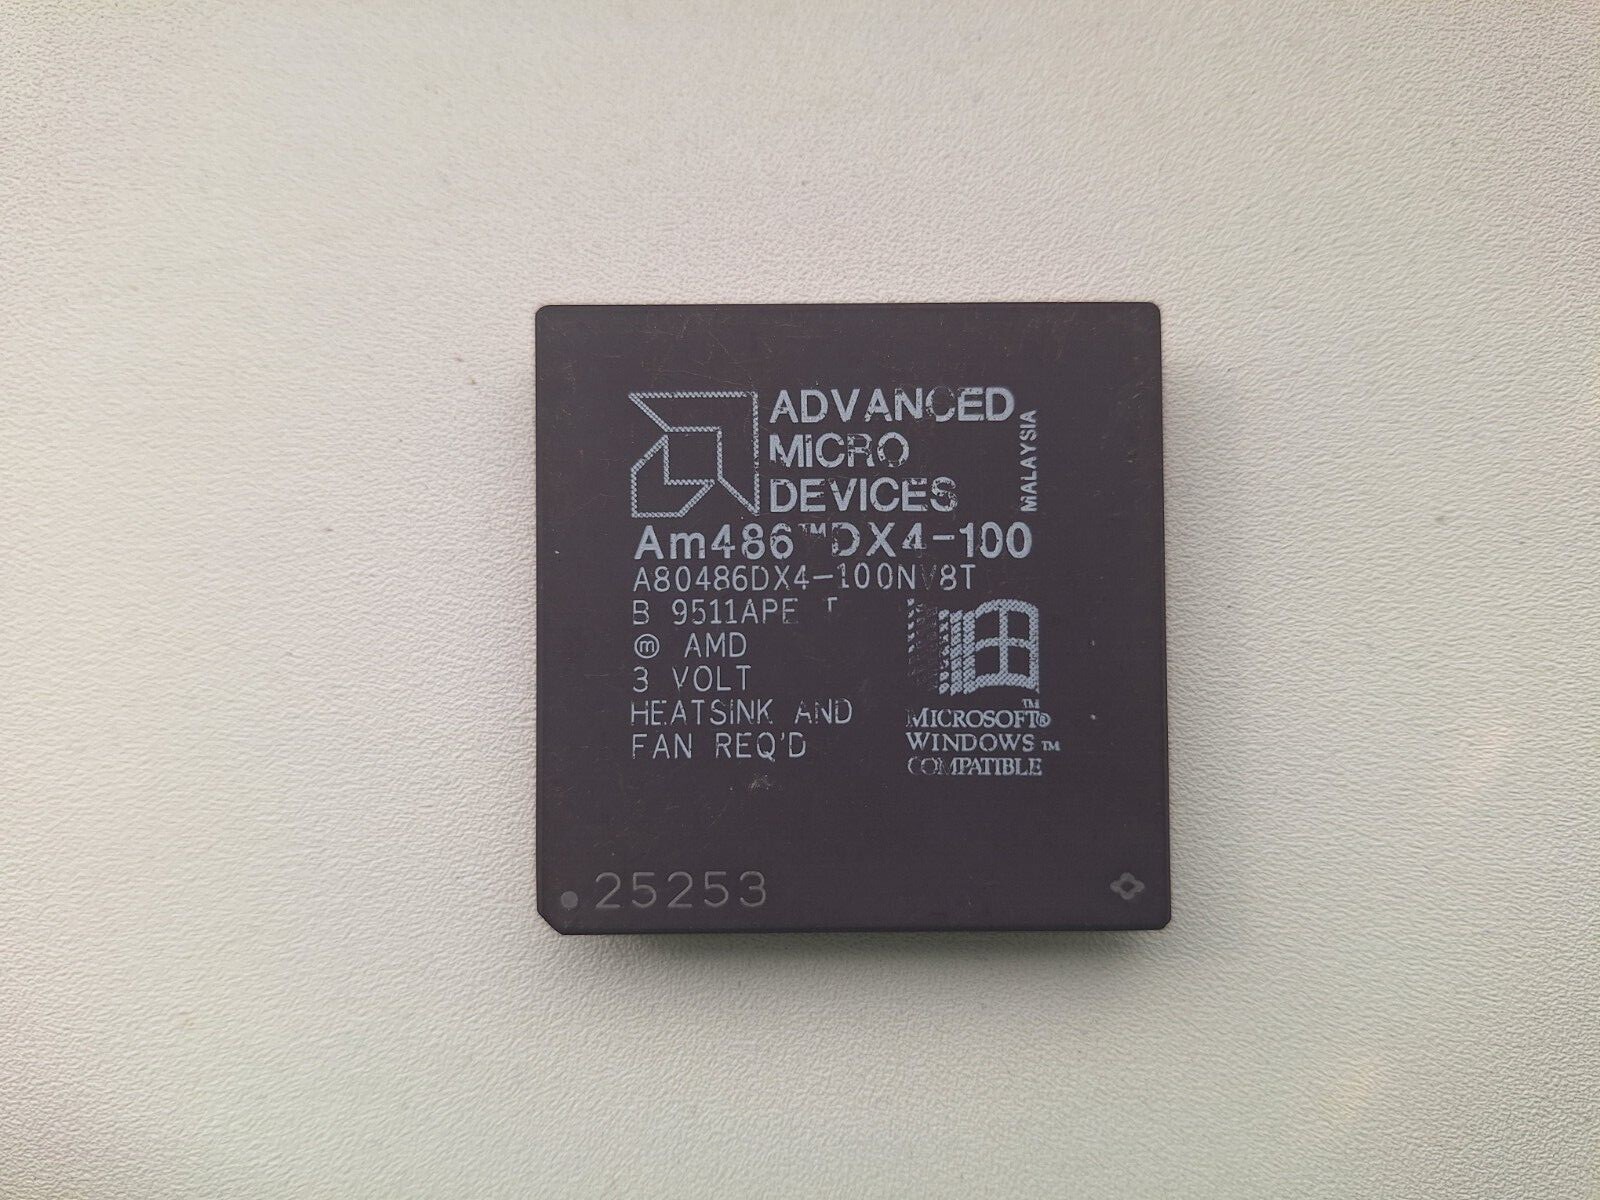 ADVANCED
MICRO
DEVICES
MALAYSIA
Am486™DX4-100
A80486DX4-100NV8T
B 9511APE
ⓜ AMD
3 VOLT
HEATSINK AND
FAN REQ'D
™
MICROSOFT®
WINDOWS™
COMPATIBLE
25253